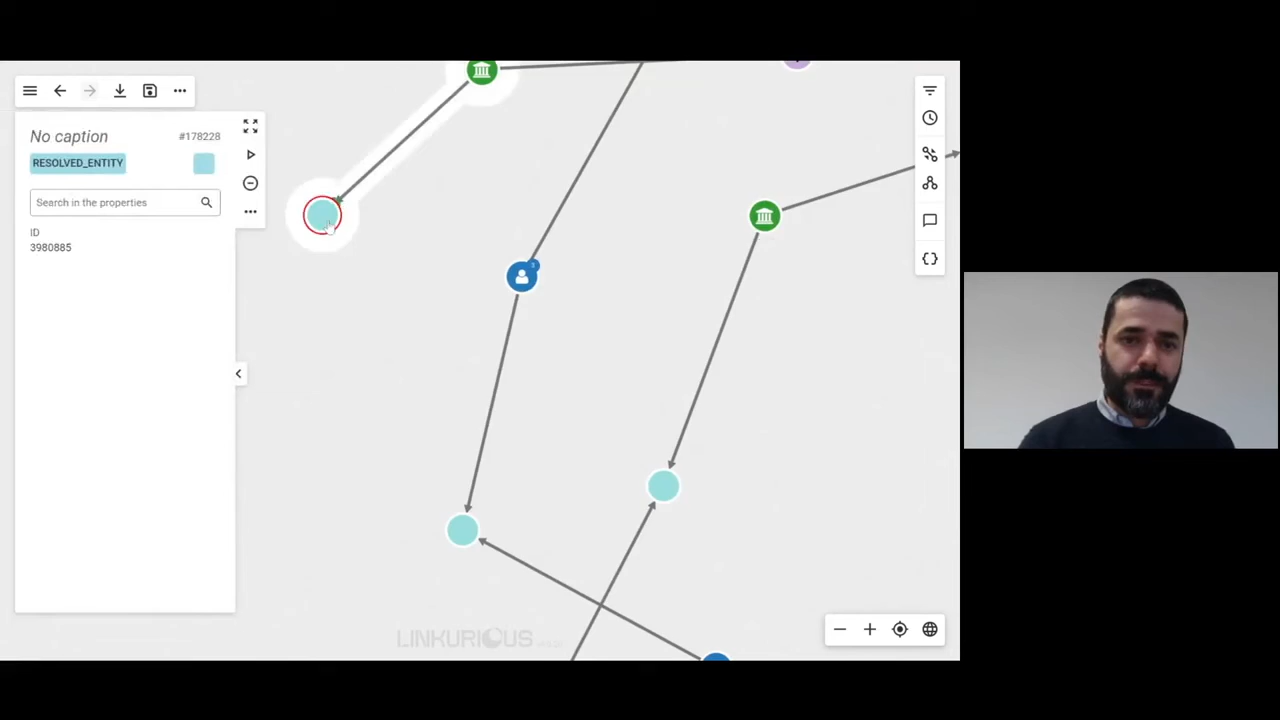 No caption
#178228
RESOLVED_ENTITY
Search in the properties
ID
3980885
LINKURIOUS